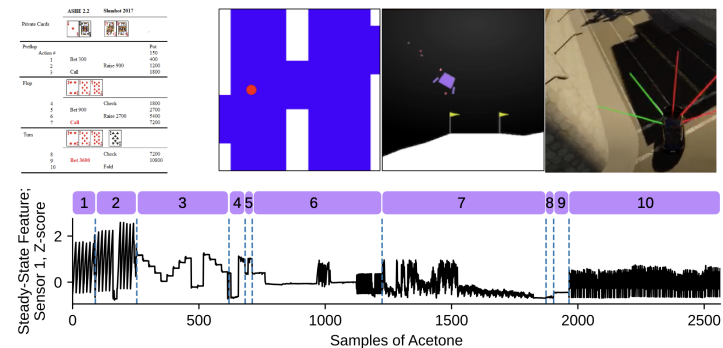 ASHE 2.2 Slumbot 2017
Private Cards
Preflop Pot
Action # 150
1 Bet 300 400
2 Raise 900 1200
3 Call 1800
Flop
4 Check 1800
5 Bet 900 2700
6 Raise 2700 5400
7 Call 7200
Turn
8 Check 7200
9 Bet 3600 10800
10 Fold
1 2 3 4 5 6 7 8 9 10
Steady-State Feature;
Sensor 1, Z-score
2
0
0 500 1000 1500 2000 2500
Samples of Acetone